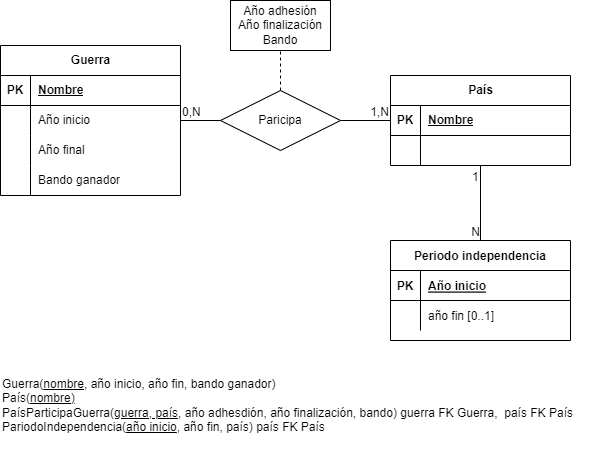 Año adhesión
Año finalización
Bando
Guerra
PK Nombre
Año inicio
Año final
Bando ganador
0,N
Paricipa
1,N
País
PK Nombre
1
N
Periodo independencia
PK Año inicio
año fin [0..1]
Guerra(nombre, año inicio, año fin, bando ganador)
País(nombre)
PaísParticipaGuerra(guerra, país, año adhesdión, año finalización, bando) guerra FK Guerra, país FK País
PariodoIndependencia(año inicio, año fin, país) país FK País